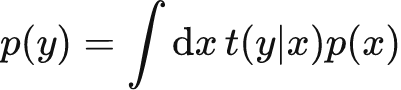 p(y) = ∫ dx t(y|x)p(x)